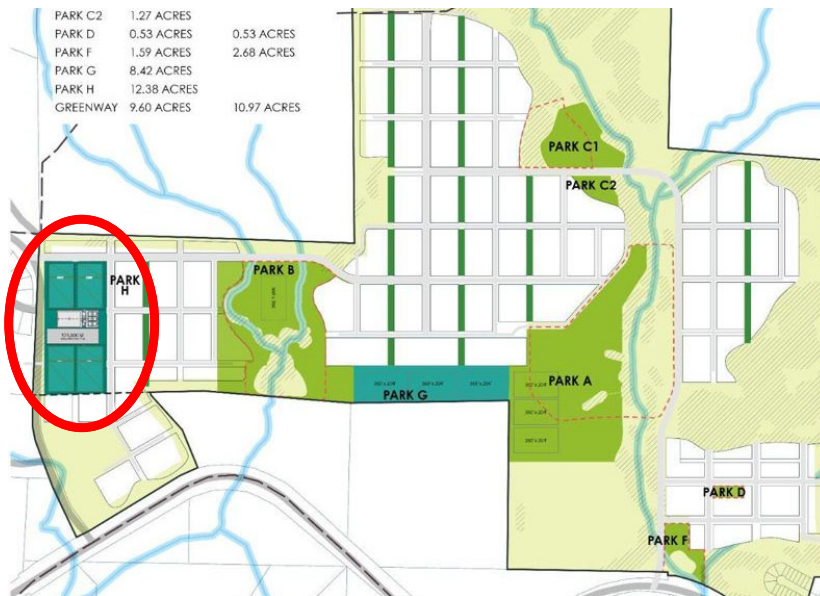 PARK C2 1.27 ACRES
PARK D 0.53 ACRES 0.53 ACRES
PARK F 1.59 ACRES 2.68 ACRES
PARK G 8.42 ACRES
PARK H 12.38 ACRES
GREENWAY 9.60 ACRES 10.97 ACRES
PARK C1
PARK C2
PARK B
PARK
H
PARK A
PARK G
PARK D
PARK F